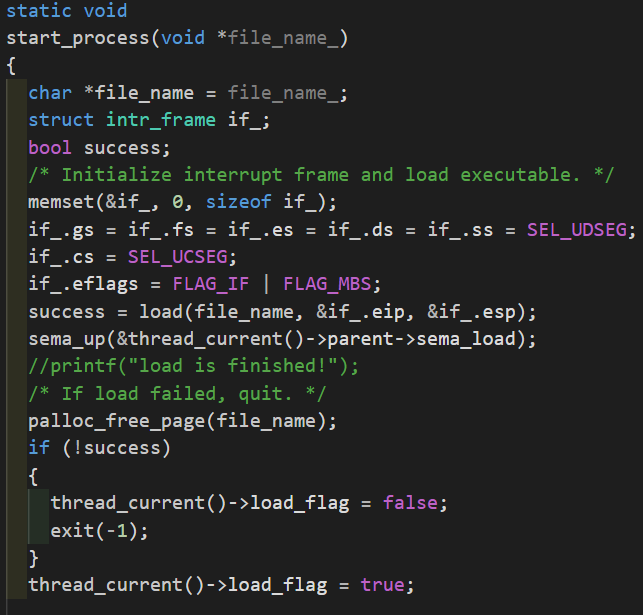 static void
start_process(void *file_name_)
{
  char *file_name = file_name_;
  struct intr_frame if_;
  bool success;
  /* Initialize interrupt frame and load executable. */
  memset(&if_, 0, sizeof if_);
  if_.gs = if_.fs = if_.es = if_.ds = if_.ss = SEL_UDSEG;
  if_.cs = SEL_UCSEG;
  if_.eflags = FLAG_IF | FLAG_MBS;
  success = load(file_name, &if_.eip, &if_.esp);
  sema_up(&thread_current()->parent->sema_load);
  //printf("load is finished!");
  /* If load failed, quit. */
  palloc_free_page(file_name);
  if (!success)
  {
    thread_current()->load_flag = false;
    exit(-1);
  }
  thread_current()->load_flag = true;